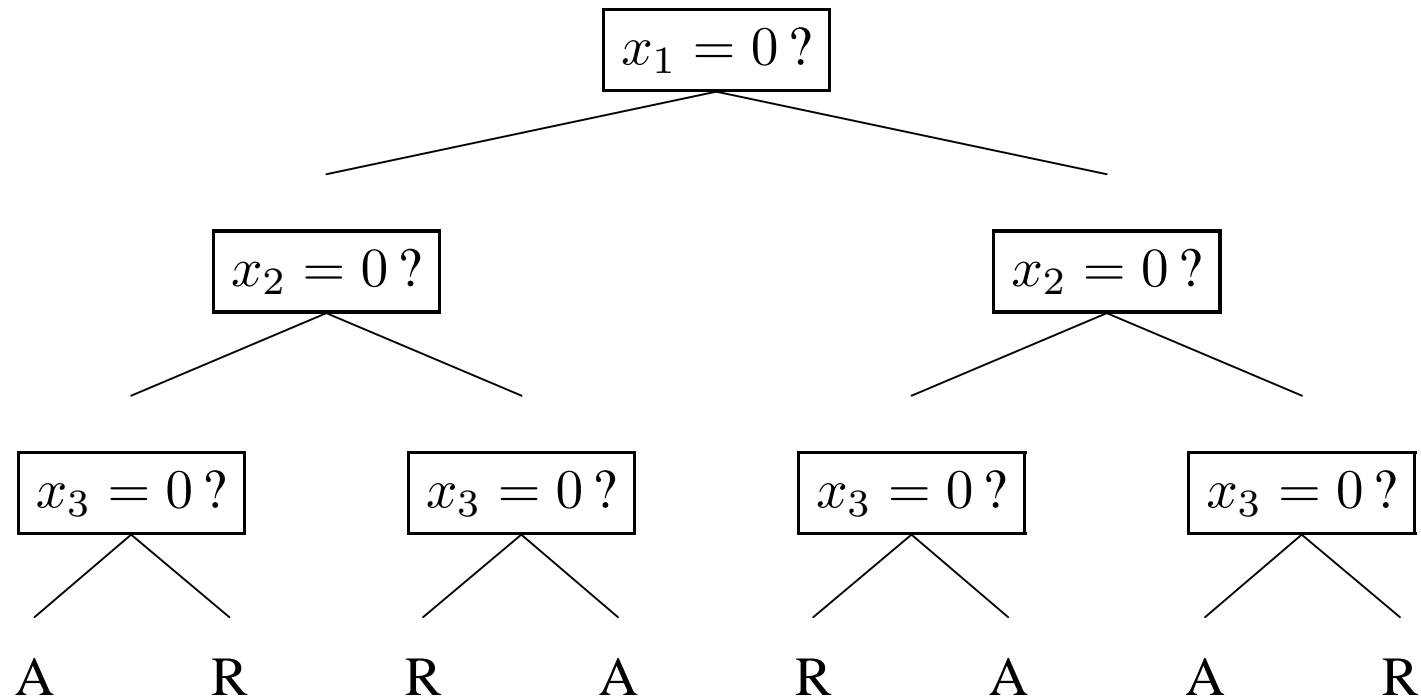 x₁ = 0 ?
x₂ = 0 ? x₂ = 0 ?
x₃ = 0 ? x₃ = 0 ? x₃ = 0 ? x₃ = 0 ?
A R R A R A A R